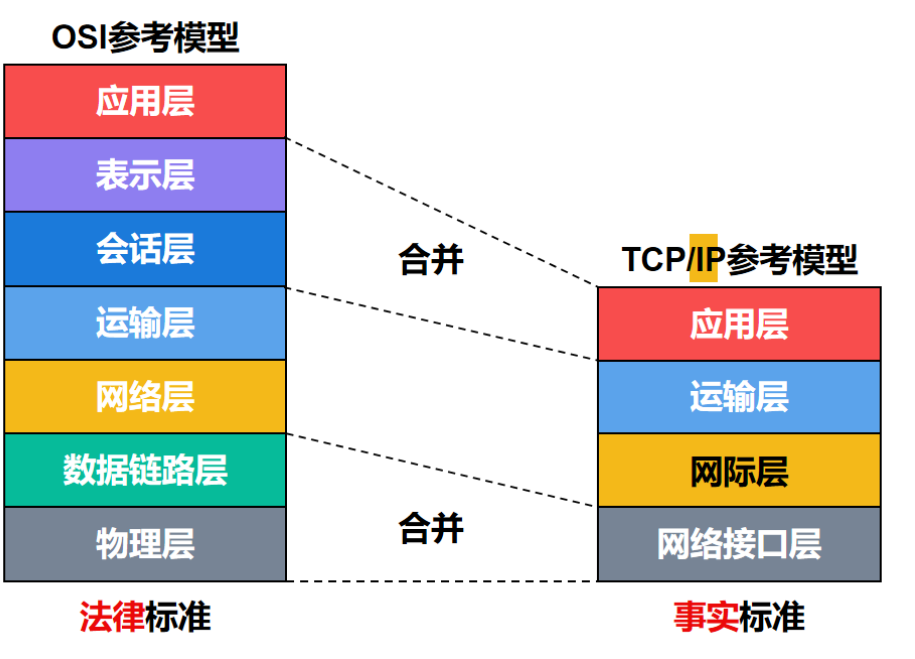 OSI参考模型
应用层
表示层
会话层
运输层
网络层
数据链路层
物理层
法律标准
合并
合并
TCP/IP参考模型
应用层
运输层
网际层
网络接口层
事实标准